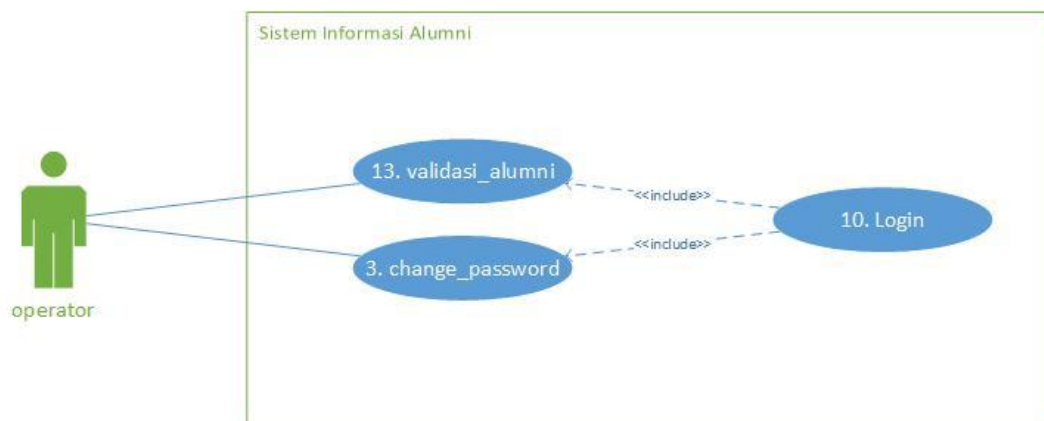 Sistem Informasi Alumni
13. validasi_alumni
<<include>>
10. Login
<<include>>
3. change_password
operator